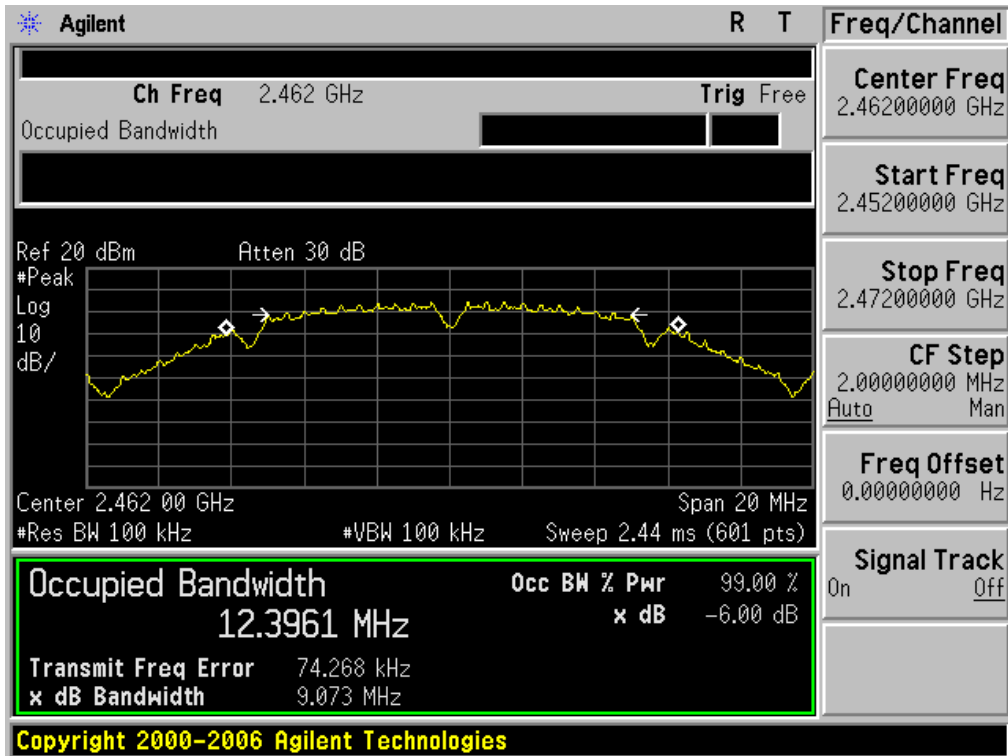 Agilent R T Freq/Channel
Ch Freq 2.462 GHz Trig Free
Occupied Bandwidth
Center Freq
2.46200000 GHz
Start Freq
2.45200000 GHz
Stop Freq
2.47200000 GHz
CF Step
2.00000000 MHz
Auto Man
Freq Offset
0.00000000 Hz
Signal Track
On Off
Ref 20 dBm Atten 30 dB
#Peak
Log
10
dB/
Center 2.462 00 GHz Span 20 MHz
#Res BW 100 kHz #VBW 100 kHz Sweep 2.44 ms (601 pts)
Occupied Bandwidth Occ BW % Pwr 99.00 %
12.3961 MHz x dB -6.00 dB
Transmit Freq Error 74.268 kHz
x dB Bandwidth 9.073 MHz
Copyright 2000-2006 Agilent Technologies